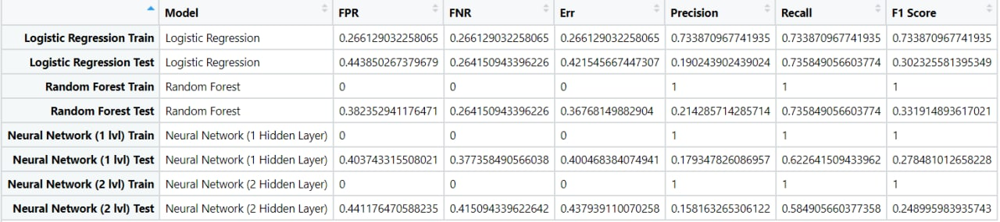 Model FPR FNR Err Precision Recall F1 Score
Logistic Regression Train Logistic Regression 0.266129032258065 0.266129032258065 0.266129032258065 0.733870967741935 0.733870967741935 0.733870967741935
Logistic Regression Test Logistic Regression 0.443850267379679 0.264150943396226 0.421545667447307 0.190243902439024 0.735849056603774 0.302325581395349
Random Forest Train Random Forest 0 0 0 1 1 1
Random Forest Test Random Forest 0.382352941176471 0.264150943396226 0.36768149882904 0.214285714285714 0.735849056603774 0.331914893617021
Neural Network (1 lvl) Train Neural Network (1 Hidden Layer) 0 0 0 1 1 1
Neural Network (1 lvl) Test Neural Network (1 Hidden Layer) 0.403743315508021 0.377358490566038 0.400468384074941 0.179347826086957 0.622641509433962 0.278481012658228
Neural Network (2 lvl) Train Neural Network (2 Hidden Layer) 0 0 0 1 1 1
Neural Network (2 lvl) Test Neural Network (2 Hidden Layer) 0.441176470588235 0.415094339622642 0.437939110070258 0.158163265306122 0.584905660377358 0.248995983935743